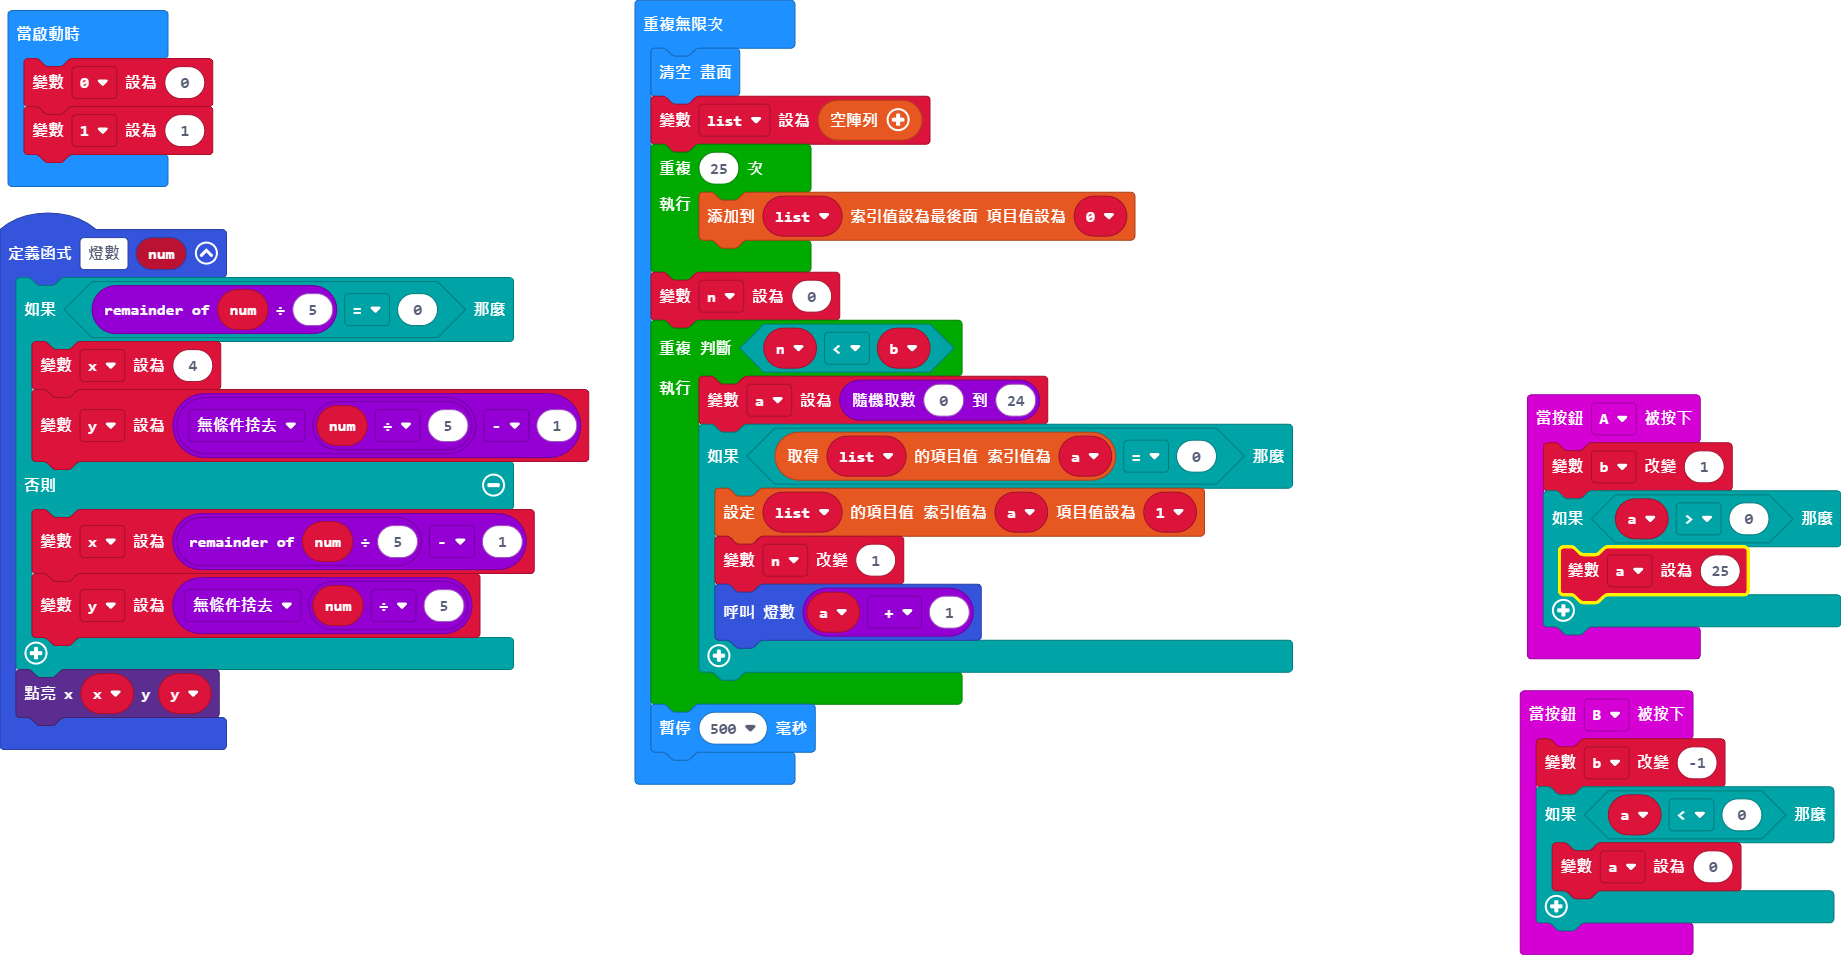 當啟動時
變數 0 設為 0
變數 1 設為 1
定義函式 燈數 num
如果 remainder of num ÷ 5 = 0 那麼
變數 x 設為 4
變數 y 設為 無條件捨去 num ÷ 5 - 1
否則
變數 x 設為 remainder of num ÷ 5 - 1
變數 y 設為 無條件捨去 num ÷ 5
點亮 x x y y
重複無限次
清空 畫面
變數 list 設為 空陣列
重複 25 次
執行 添加到 list 索引值設為最後面 項目值設為 0
變數 n 設為 0
重複 判斷 n < b
執行 變數 a 設為 隨機取數 0 到 24
如果 取得 list 的項目值 索引值為 a = 0 那麼
設定 list 的項目值 索引值為 a 項目值設為 1
變數 n 改變 1
呼叫 燈數 a + 1
暫停 500 毫秒
當按鈕 A 被按下
變數 b 改變 1
如果 a > 0 那麼
變數 a 設為 25
當按鈕 B 被按下
變數 b 改變 -1
如果 a < 0 那麼
變數 a 設為 0